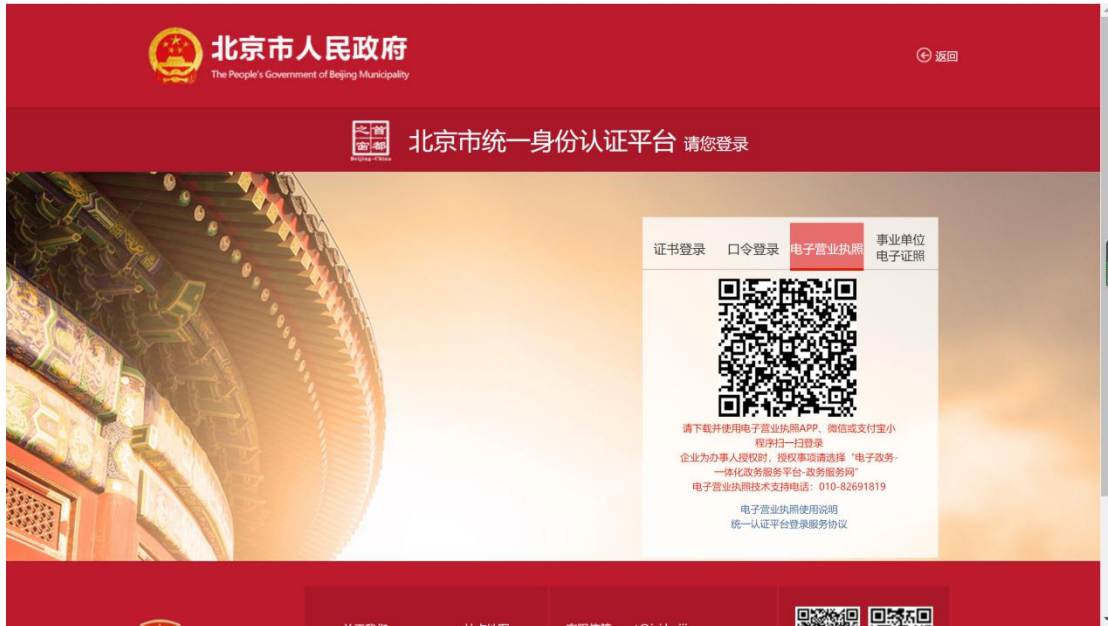 北京市人民政府
The People's Government of Beijing Municipality
返回
首都之窗
Beijing-China
北京市统一身份认证平台 请您登录
证书登录
口令登录
电子营业执照
事业单位
电子证照
请下载并使用电子营业执照APP、微信或支付宝小
程序扫一扫登录
企业为办事人授权时，授权事项请选择“电子政务-
一体化政务服务平台-政务服务网”
电子营业执照技术支持电话：010-82691819
电子营业执照使用说明
统一认证平台登录服务协议